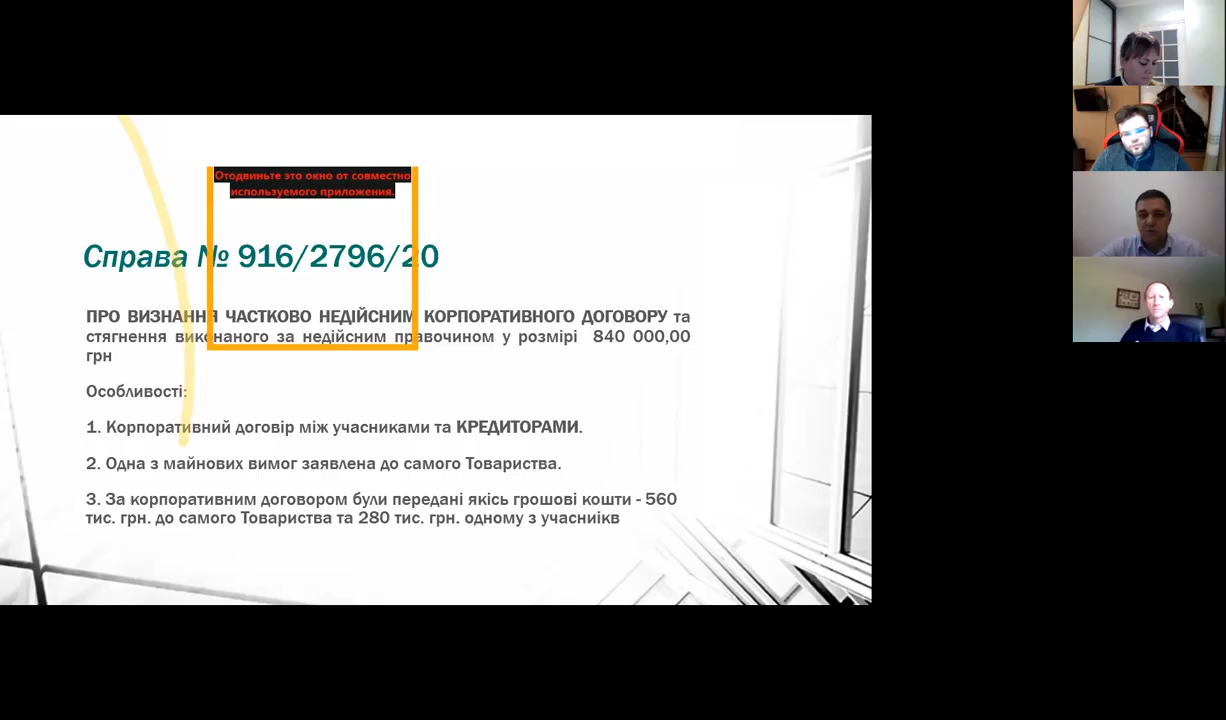 Отодвиньте это окно от совместно
используемого приложения.
Справа № 916/2796/20
ПРО ВИЗНАННЯ ЧАСТКОВО НЕДІЙСНИМ КОРПОРАТИВНОГО ДОГОВОРУ та
стягнення виконаного за недійсним правочином у розмірі 840 000,00
грн
Особливості:
1. Корпоративний договір між учасниками та КРЕДИТОРАМИ.
2. Одна з майнових вимог заявлена до самого Товариства.
3. За корпоративним договором були передані якісь грошові кошти - 560
тис. грн. до самого Товариства та 280 тис. грн. одному з учасниікв